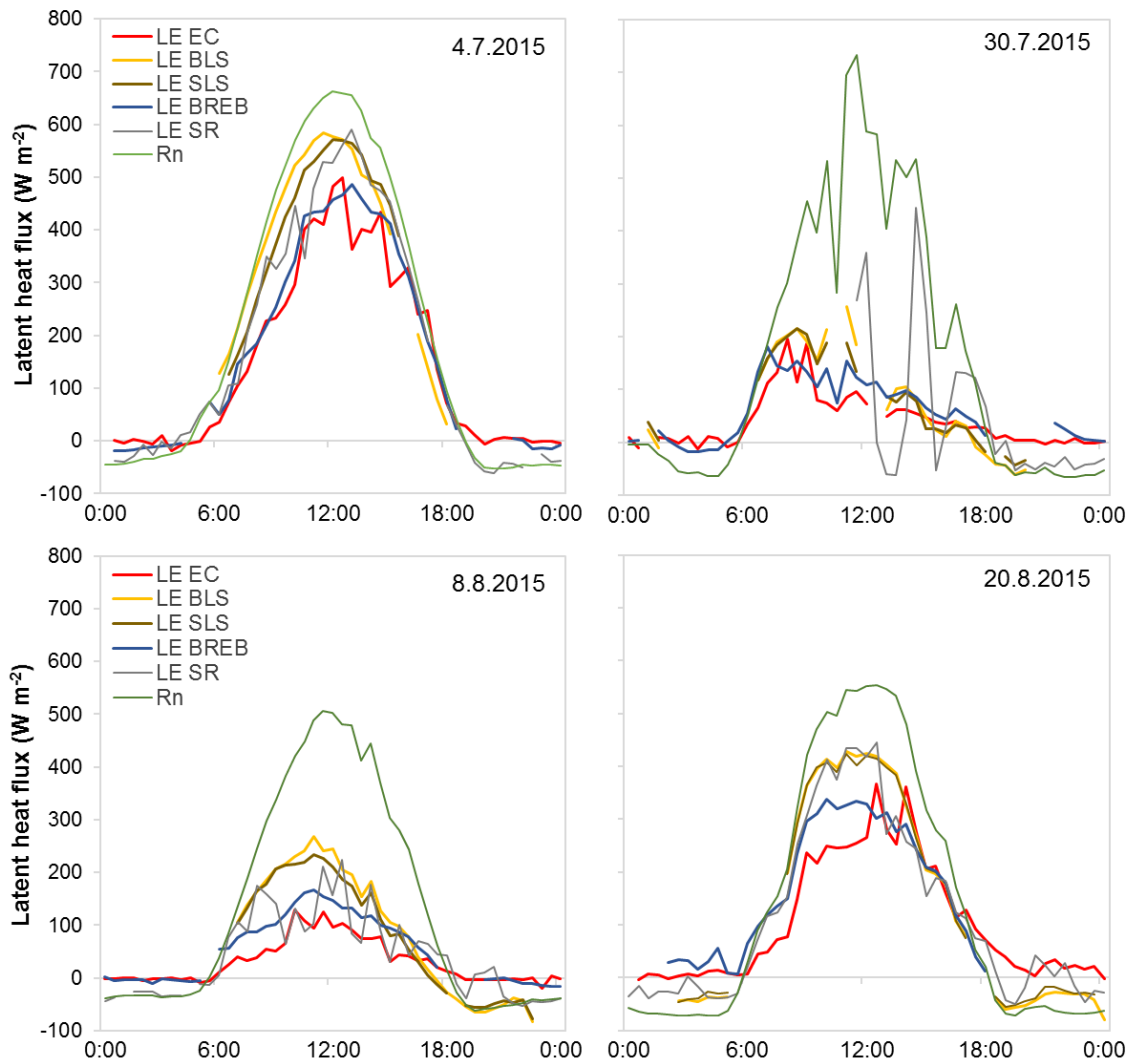 800
700
600
500
400
300
200
100
0
-100
Latent heat flux (W m-2)
LE EC
LE BLS
LE SLS
LE BREB
LE SR
Rn
4.7.2015
0:00 6:00 12:00 18:00 0:00
30.7.2015
0:00 6:00 12:00 18:00 0:00
800
700
600
500
400
300
200
100
0
-100
Latent heat flux (W m-2)
LE EC
LE BLS
LE SLS
LE BREB
LE SR
Rn
8.8.2015
0:00 6:00 12:00 18:00 0:00
20.8.2015
0:00 6:00 12:00 18:00 0:00